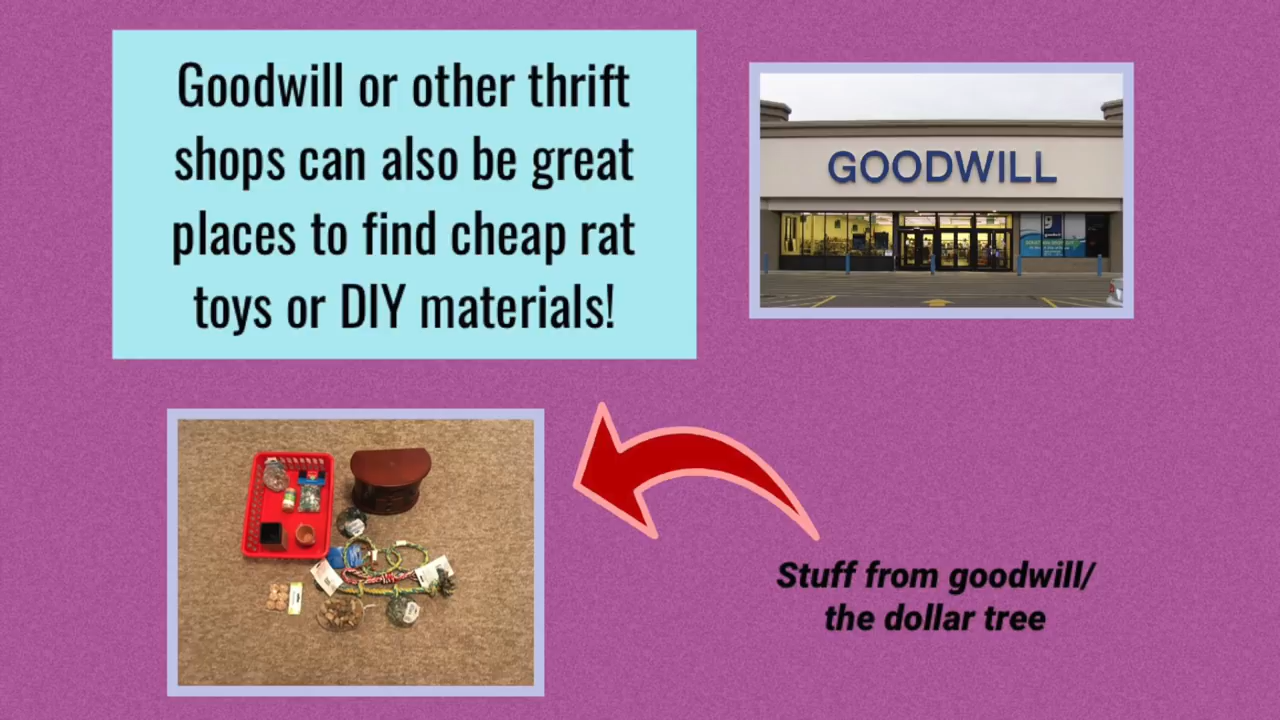 Goodwill or other thrift
shops can also be great
places to find cheap rat
toys or DIY materials!
GOODWILL
Stuff from goodwill/
the dollar tree